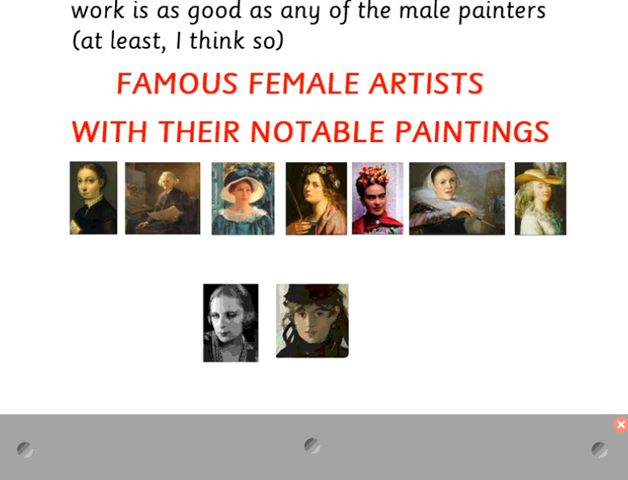 work is as good as any of the male painters
(at least, I think so)
FAMOUS FEMALE ARTISTS
WITH THEIR NOTABLE PAINTINGS